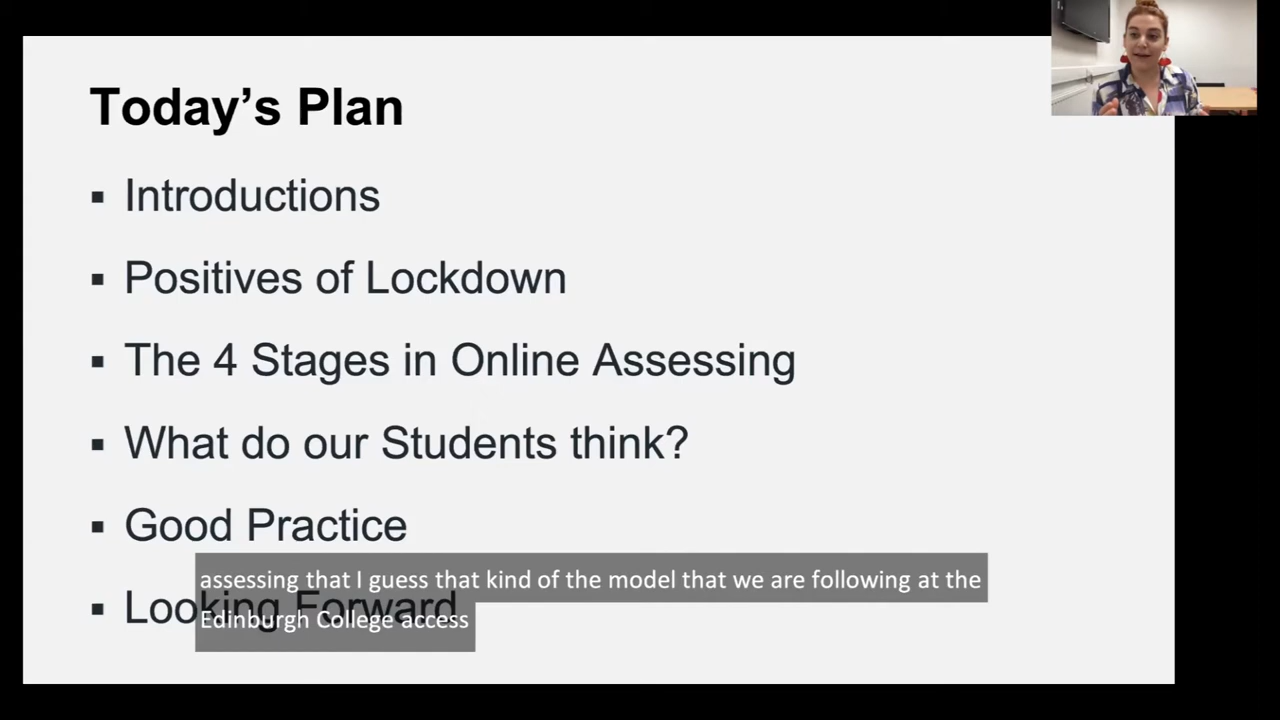 Today’s Plan
▪ Introductions
▪ Positives of Lockdown
▪ The 4 Stages in Online Assessing
▪ What do our Students think?
▪ Good Practice
▪ Looking Forward
assessing that I guess that kind of the model that we are following at the
Edinburgh College access